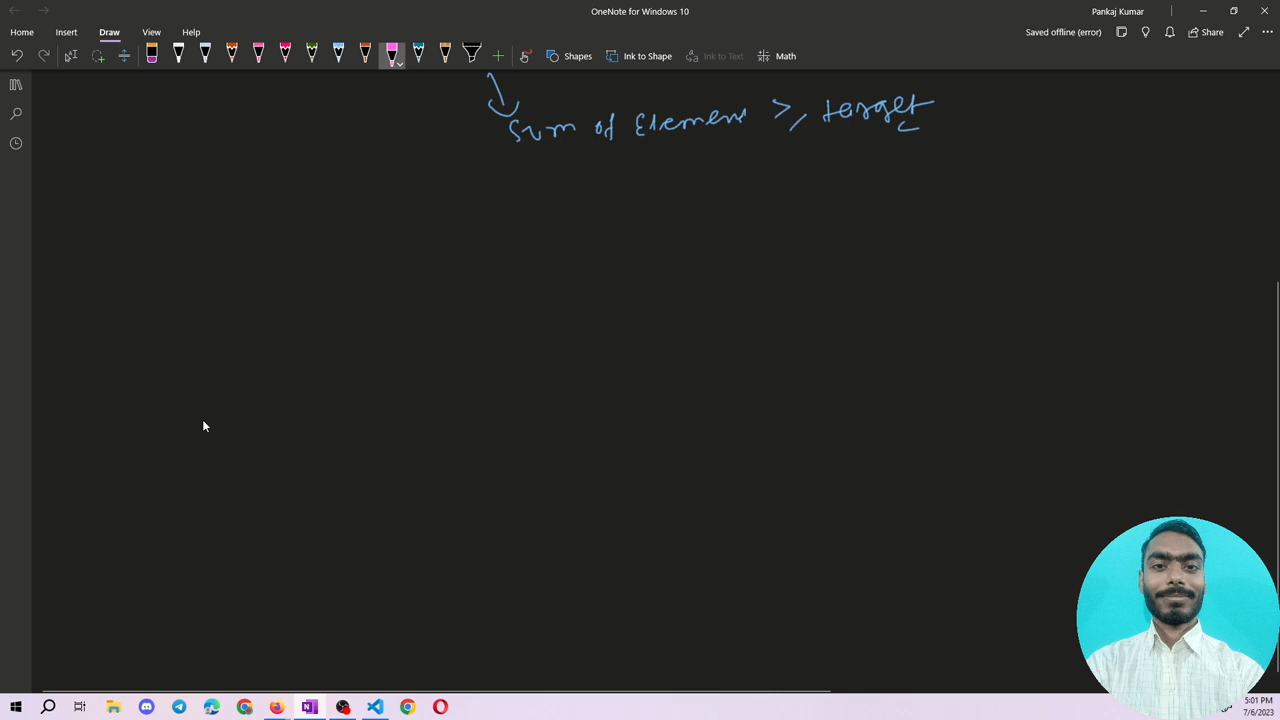 OneNote for Windows 10
Pankaj Kumar
Home Insert Draw View Help
Saved offline (error)
Share
Shapes
Ink to Shape
Ink to Text
Math
Sum of Element >, target
5:01 PM
7/6/2023